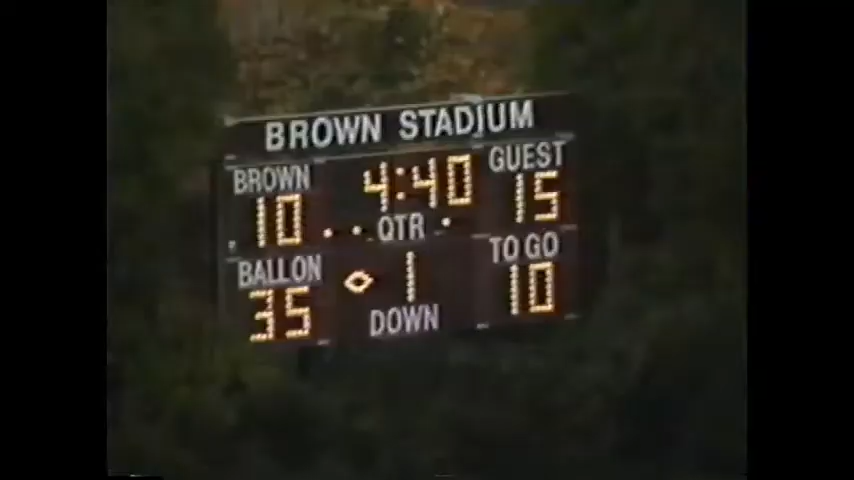 BROWN STADIUM
BROWN 4:40 GUEST
10 QTR 15
BALLON 1 TO GO
35 DOWN 10